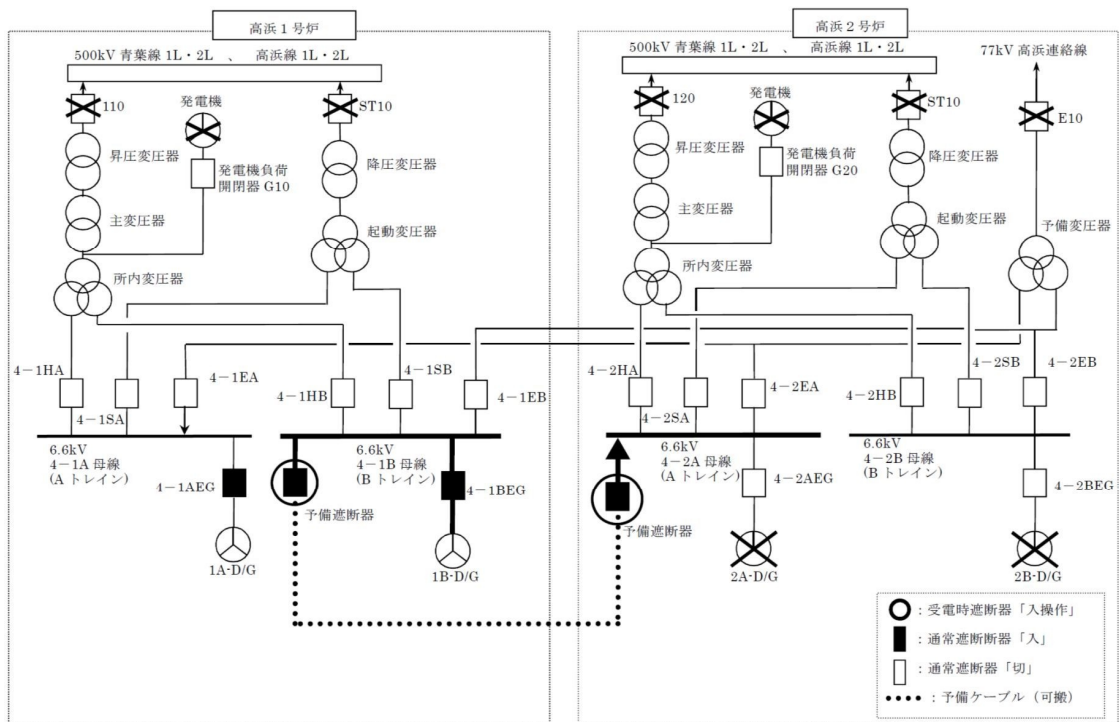 高浜1号炉
500kV 青葉線 1L・2L 、 高浜線 1L・2L
110
発電機
ST10
昇圧変圧器
発電機負荷
開閉器 G10
降圧変圧器
主変圧器
起動変圧器
所内変圧器
4-1HA
4-1SA
4-1EA
4-1HB
4-1SB
4-1EB
6.6kV
4-1A 母線
(A トレイン)
4-1AEG
1A-D/G
6.6kV
4-1B 母線
(B トレイン)
4-1BEG
予備遮断器
1B-D/G
高浜2号炉
500kV 青葉線 1L・2L 、 高浜線 1L・2L
77kV 高浜連絡線
120
発電機
ST10
E10
昇圧変圧器
発電機負荷
開閉器 G20
降圧変圧器
主変圧器
起動変圧器
予備変圧器
所内変圧器
4-2HA
4-2SA
4-2EA
4-2HB
4-2SB
4-2EB
6.6kV
4-2A 母線
(A トレイン)
4-2AEG
予備遮断器
2A-D/G
6.6kV
4-2B 母線
(B トレイン)
4-2BEG
2B-D/G
:受電時遮断器「入操作」
:通常遮断断器「入」
:通常遮断器「切」
:予備ケーブル(可搬)